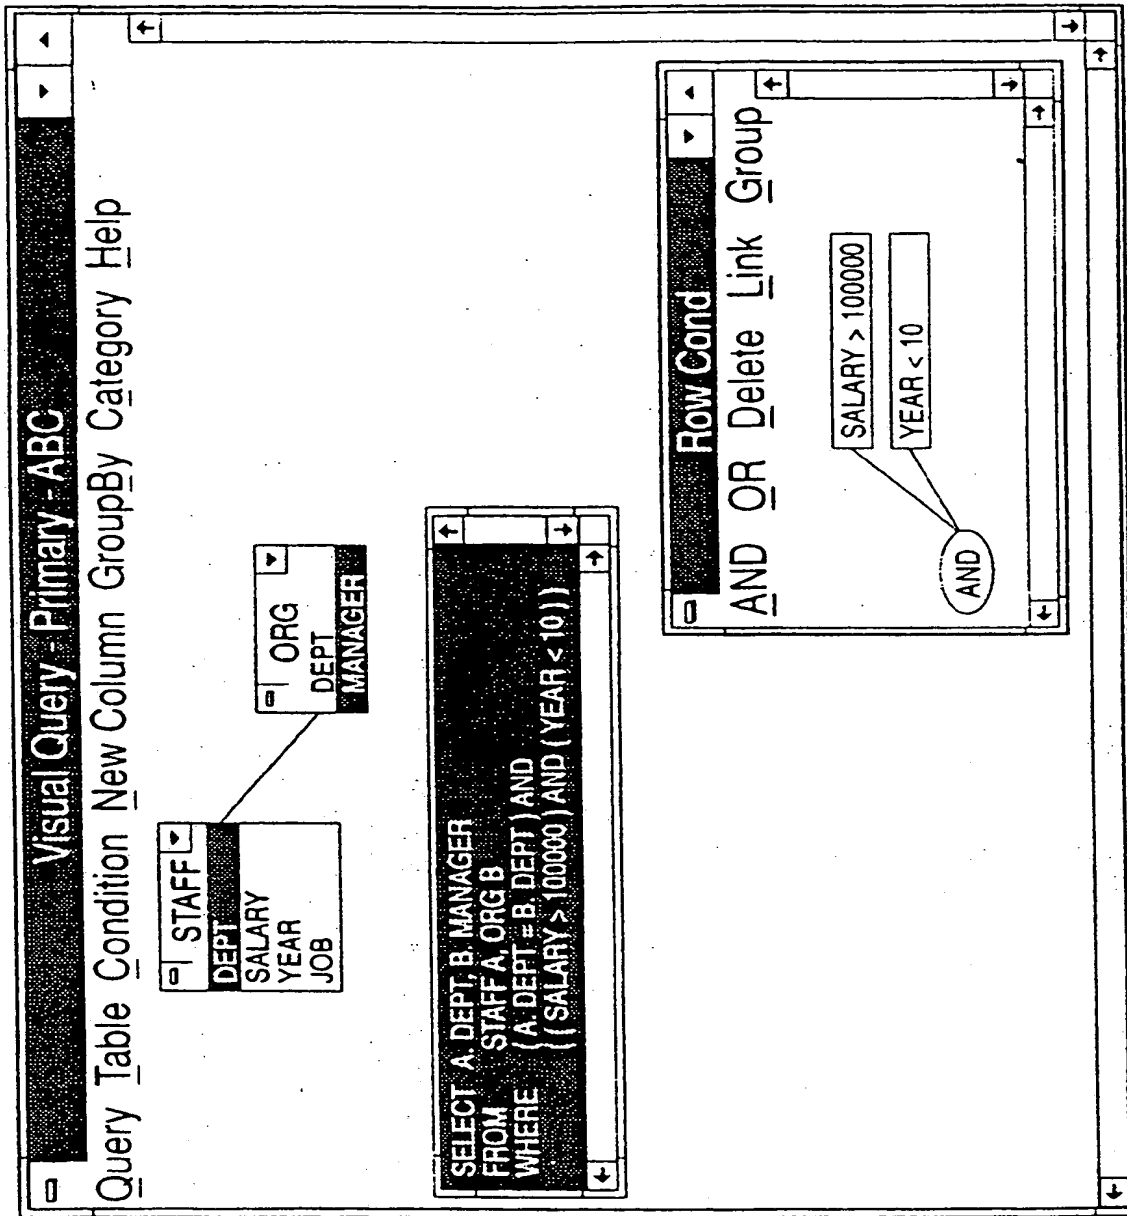 Visual Query - Primary - ABC
Query Table Condition New Column GroupBy Category Help
STAFF
DEPT
SALARY
YEAR
JOB
ORG
DEPT
MANAGER
SELECT A. DEPT, B. MANAGER
FROM STAFF A, ORG B
WHERE (A. DEPT = B. DEPT ) AND
( ( SALARY > 100000 ) AND ( YEAR < 10 ) ) )
Row Cond
AND OR Delete Link Group
SALARY > 100000
YEAR < 10
AND